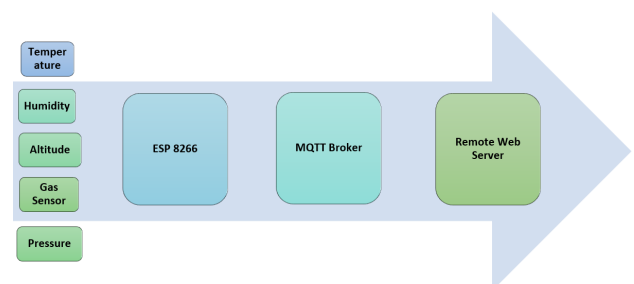 Temper
ature
Humidity
Altitude
Gas
Sensor
Pressure
ESP 8266
MQTT Broker
Remote Web
Server